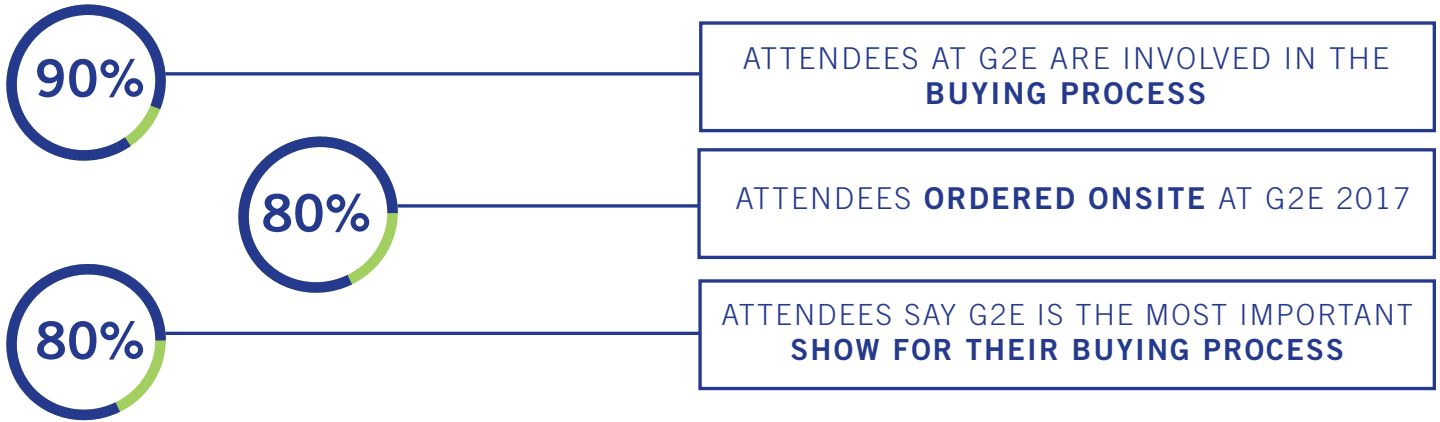 90%
ATTENDEES AT G2E ARE INVOLVED IN THE
BUYING PROCESS
80%
ATTENDEES ORDERED ONSITE AT G2E 2017
80%
ATTENDEES SAY G2E IS THE MOST IMPORTANT
SHOW FOR THEIR BUYING PROCESS